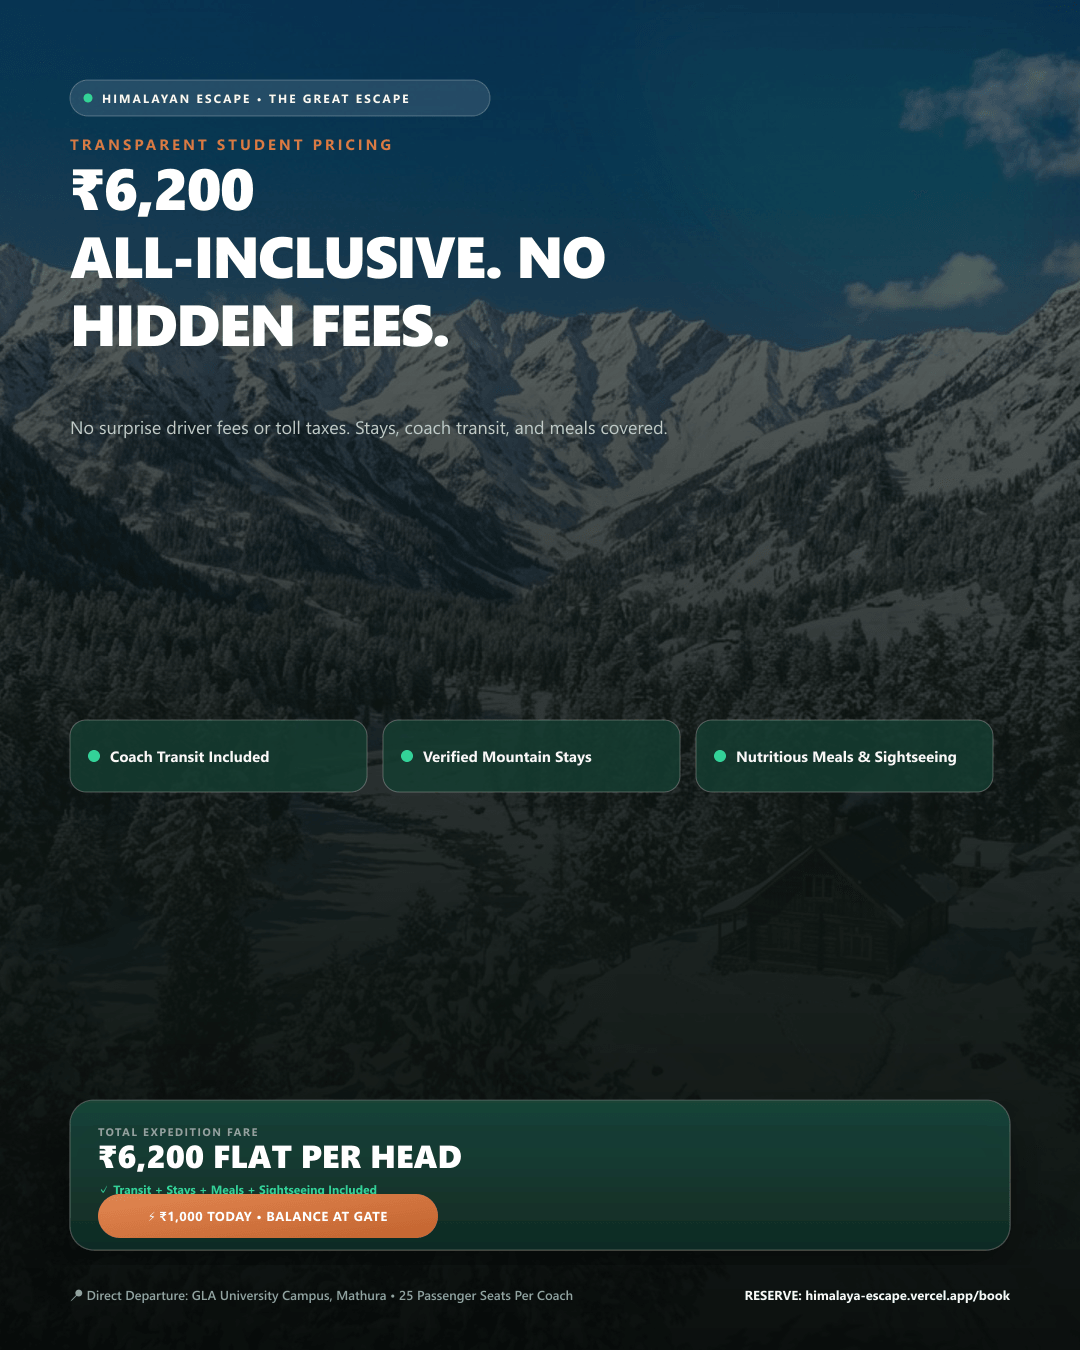 HIMALAYAN ESCAPE • THE GREAT ESCAPE
TRANSPARENT STUDENT PRICING
₹6,200
ALL-INCLUSIVE. NO
HIDDEN FEES.
No surprise driver fees or toll taxes. Stays, coach transit, and meals covered.
Coach Transit Included
Verified Mountain Stays
Nutritious Meals & Sightseeing
TOTAL EXPEDITION FARE
₹6,200 FLAT PER HEAD
✓ Transit + Stays + Meals + Sightseeing Included
⚡ ₹1,000 TODAY • BALANCE AT GATE
📍 Direct Departure: GLA University Campus, Mathura • 25 Passenger Seats Per Coach
RESERVE: himalaya-escape.vercel.app/book